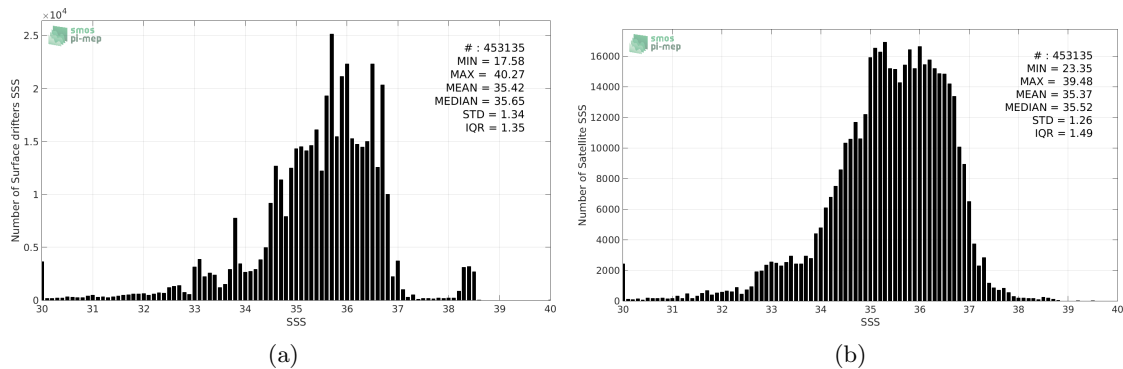 ×10⁴
smos
pi-mep
# : 453135
MIN = 17.58
MAX = 40.27
MEAN = 35.42
MEDIAN = 35.65
STD = 1.34
IQR = 1.35
Number of Surface drifters SSS
2.5
2
1.5
1
0.5
0
30 31 32 33 34 35 36 37 38 39 40
SSS
(a)
smos
pi-mep
# : 453135
MIN = 23.35
MAX = 39.48
MEAN = 35.37
MEDIAN = 35.52
STD = 1.26
IQR = 1.49
Number of Satellite SSS
16000
14000
12000
10000
8000
6000
4000
2000
0
30 31 32 33 34 35 36 37 38 39 40
SSS
(b)